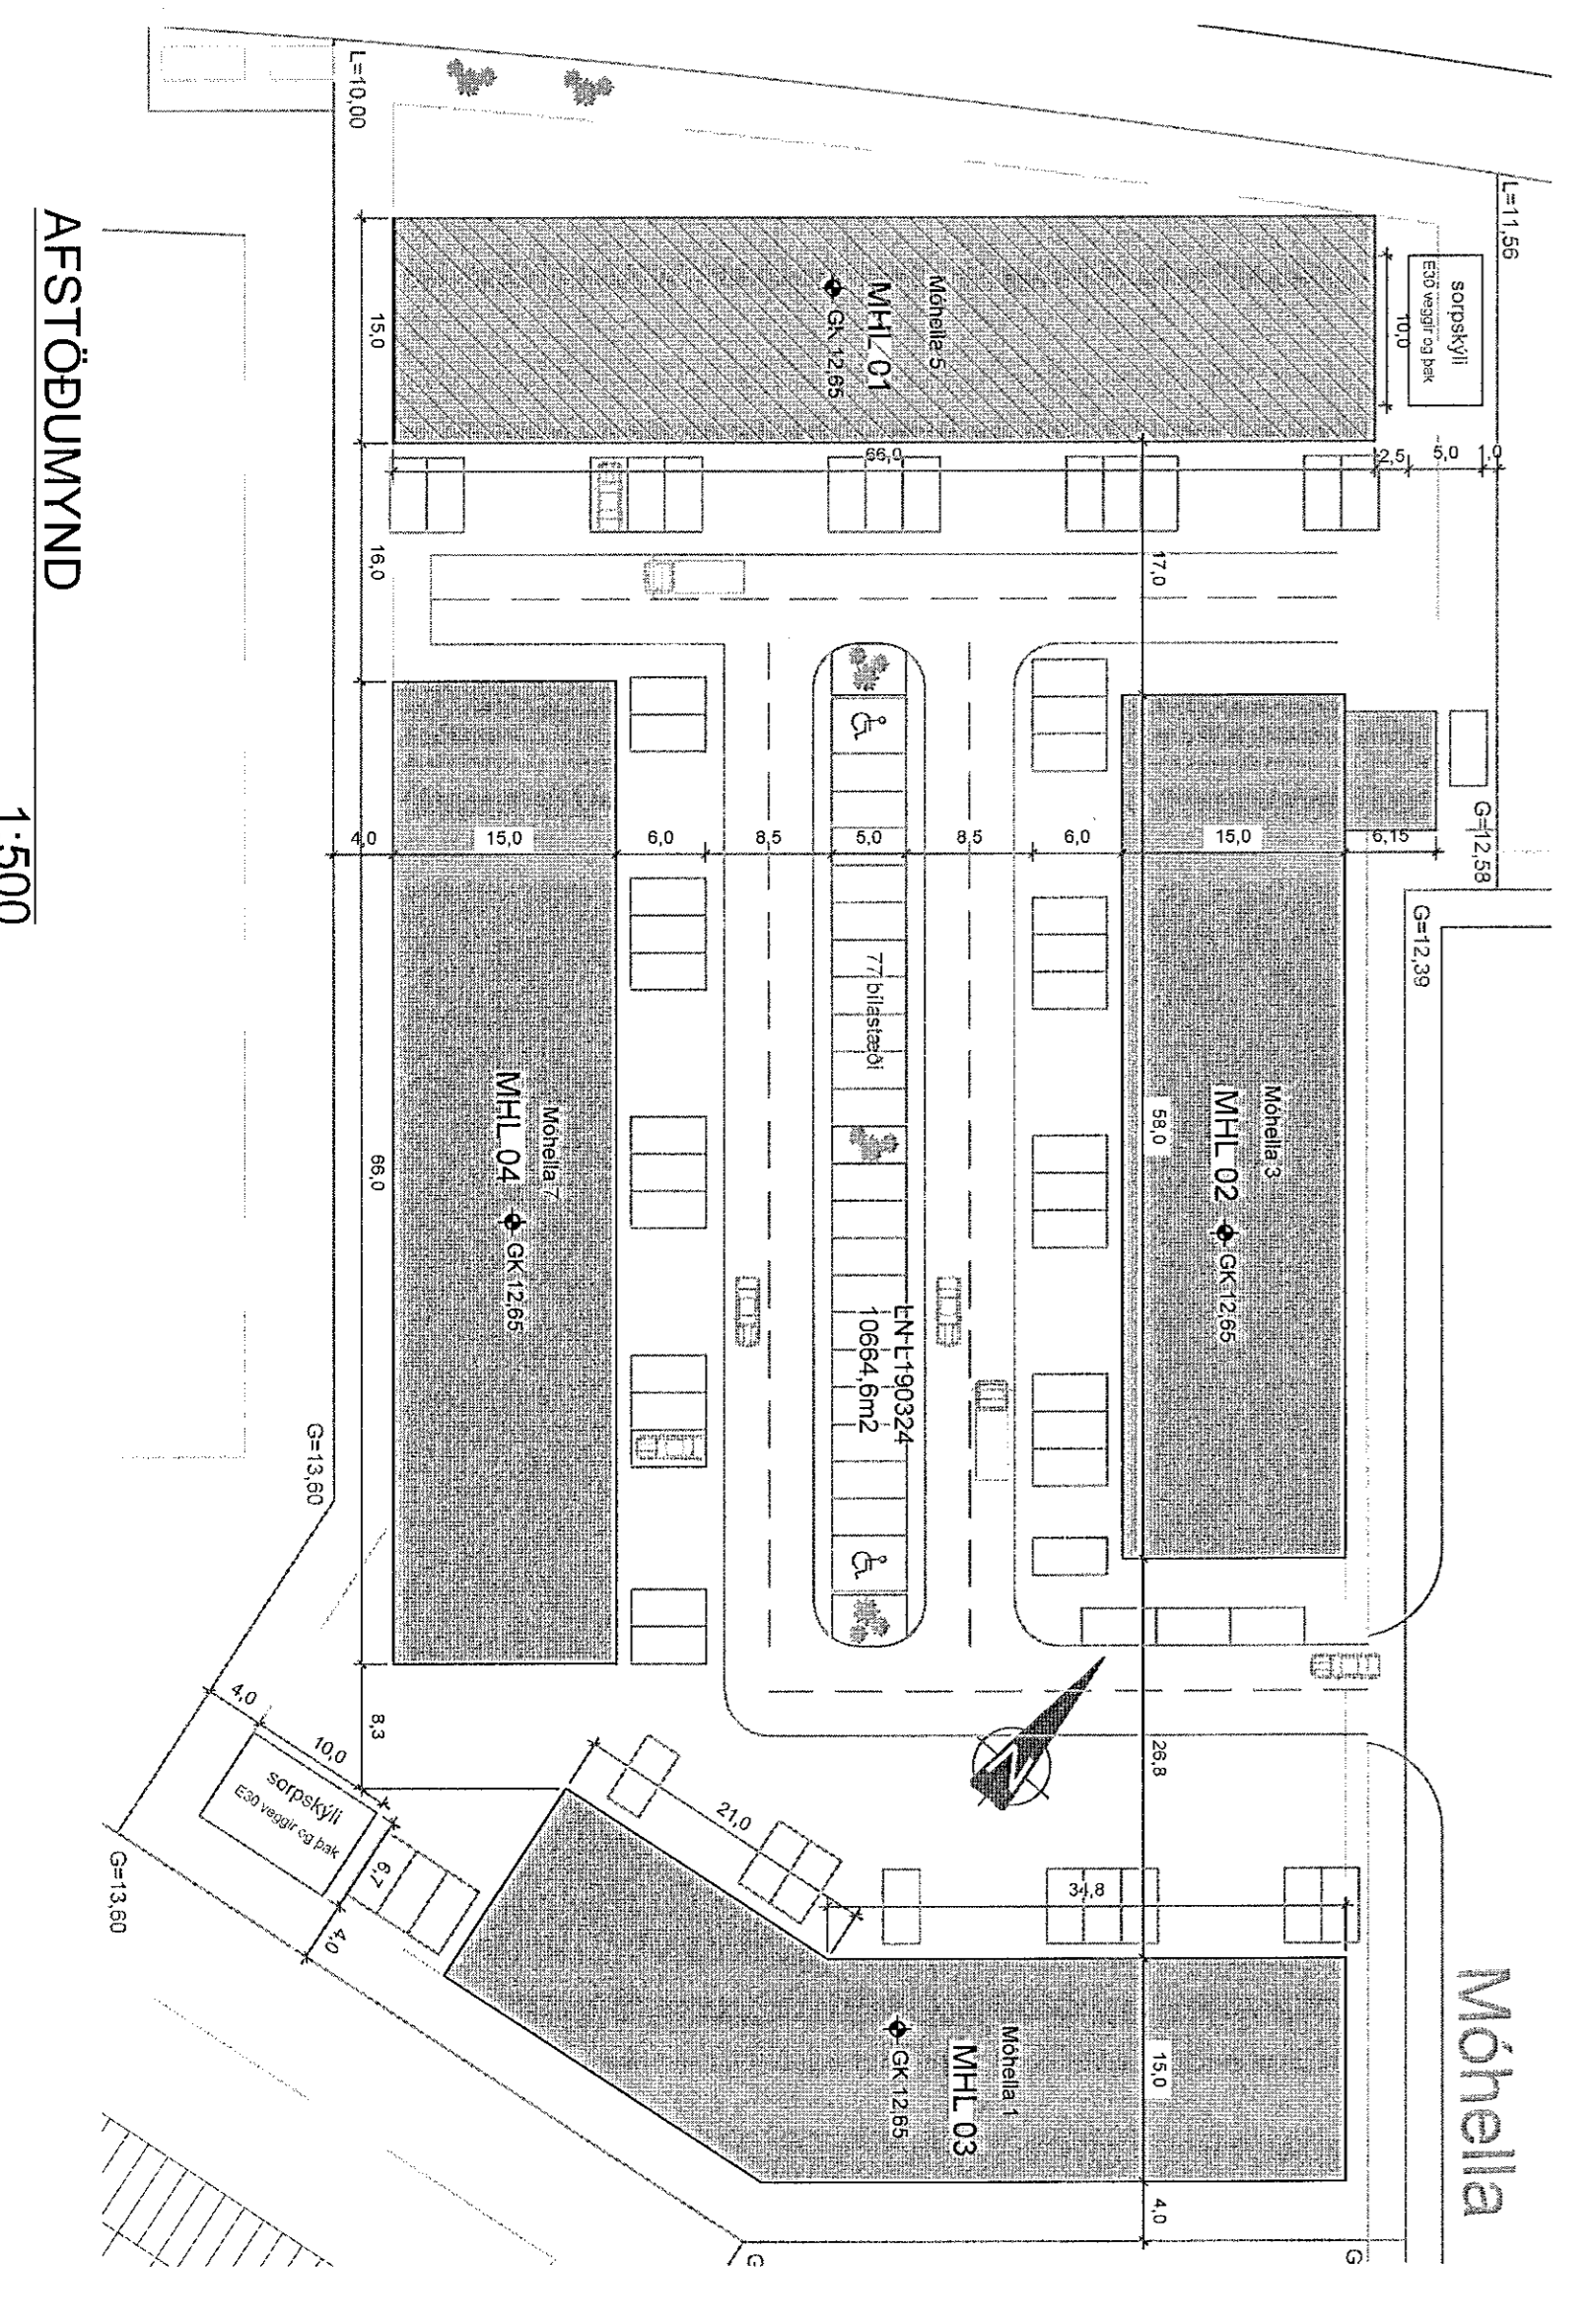 AFSTÖÐUMYND
1:500
Móhella
L=11,56
G=12,58
G=12,39
sorpskýli
E30 veggir og þak
10,0
1,0
5,0
2,5
6,15
Móhella 5
MHL 01
GK 12,65
66,0
17,0
Móhella 3
MHL 02
GK 12,65
58,0
15,0
26,8
Móhella 1
MHL 03
GK 12,65
15,0
4,0
34,8
G
G
6,0
8,5
5,0
8,5
6,0
77 bílastæði
LN-L190324
10664,6m2
Móhella 7
MHL 04
GK 12,65
15,0
4,0
21,0
L=10,00
15,0
16,0
66,0
8,3
G=13,60
4,0
10,0
sorpskýli
E30 veggir og þak
6,7
4,0
G=13,60
N